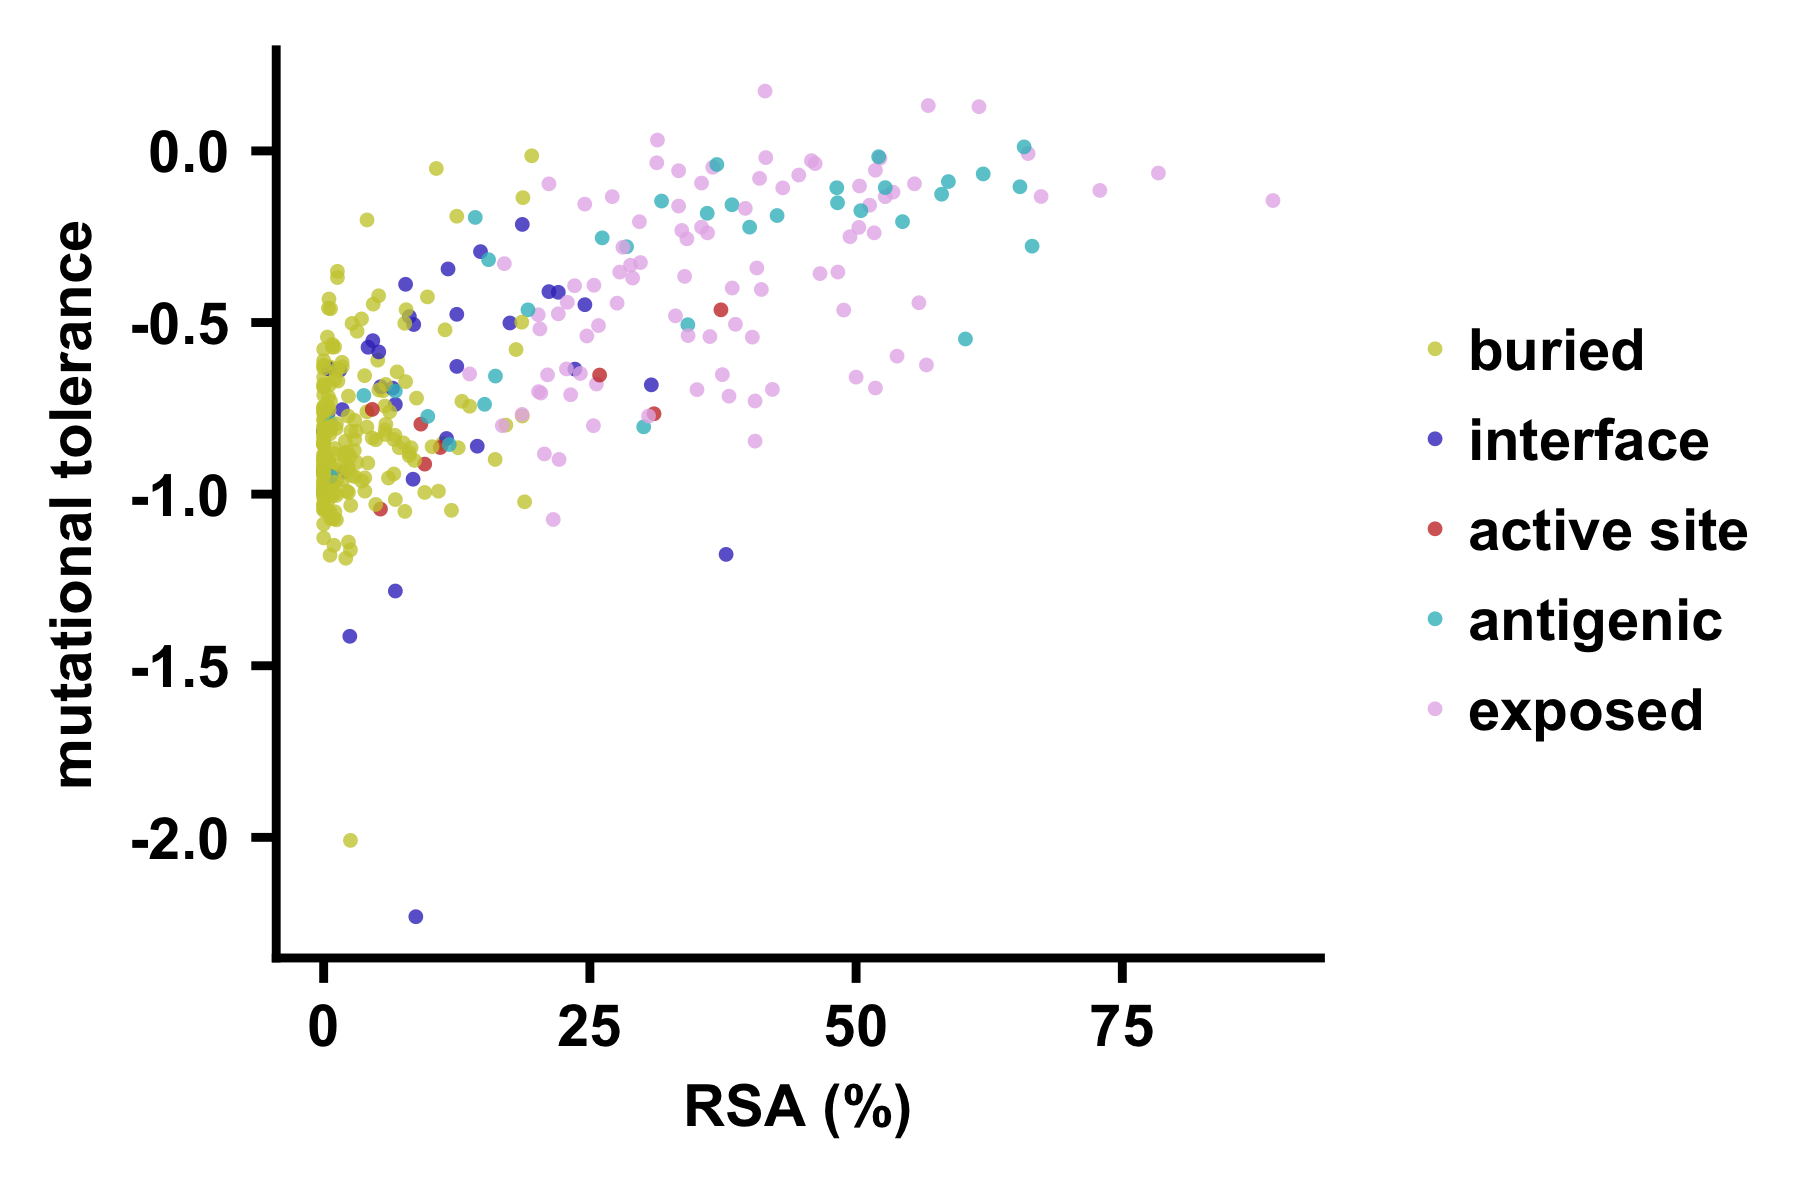 mutational tolerance
0.0
-0.5
-1.0
-1.5
-2.0
0
25
50
75
RSA (%)
buried
interface
active site
antigenic
exposed